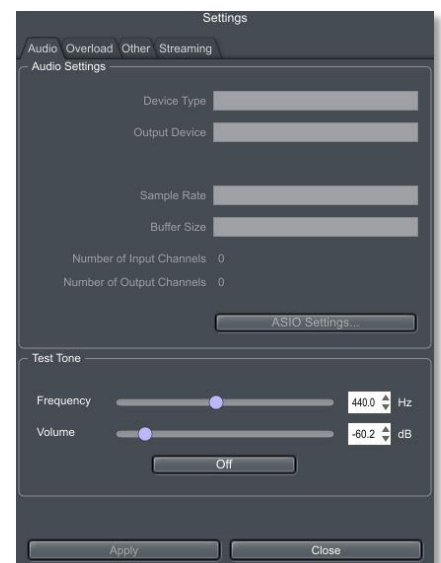 Settings
Audio Overload Other Streaming
Audio Settings
Device Type
Output Device
Sample Rate
Buffer Size
Number of Input Channels 0
Number of Output Channels 0
ASIO Settings...
Test Tone
Frequency 440.0 Hz
Volume -60.2 dB
Off
Apply Close